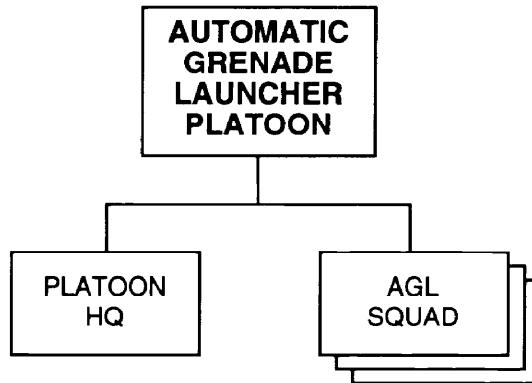 AUTOMATIC
GRENADE
LAUNCHER
PLATOON
PLATOON
HQ
AGL
SQUAD